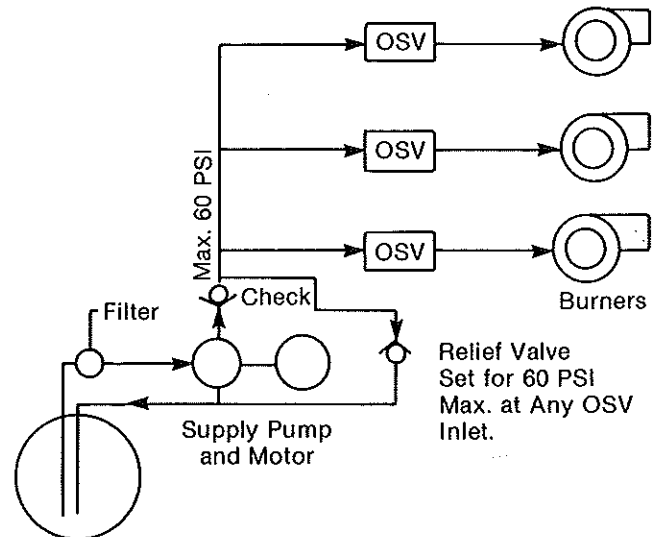 OSV
OSV
Max. 60 PSI
OSV
Burners
Filter
Check
Relief Valve
Set for 60 PSI
Max. at Any OSV
Inlet.
Supply Pump
and Motor